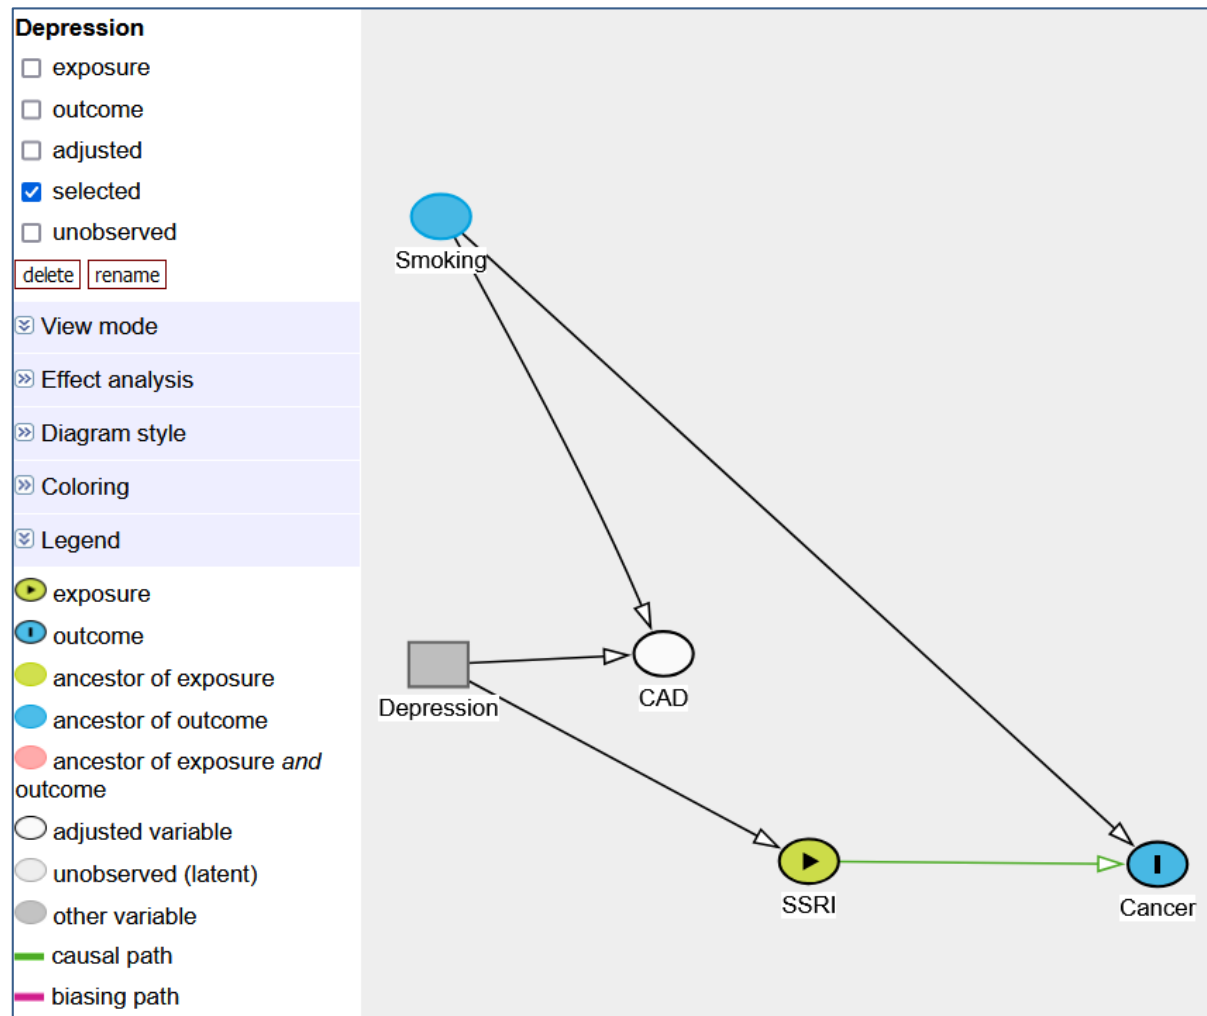 Depression
exposure
outcome
adjusted
selected
unobserved
delete rename
View mode
Effect analysis
Diagram style
Coloring
Legend
exposure
outcome
ancestor of exposure
ancestor of outcome
ancestor of exposure and
outcome
adjusted variable
unobserved (latent)
other variable
causal path
biasing path
Smoking
CAD
Depression
SSRI
Cancer